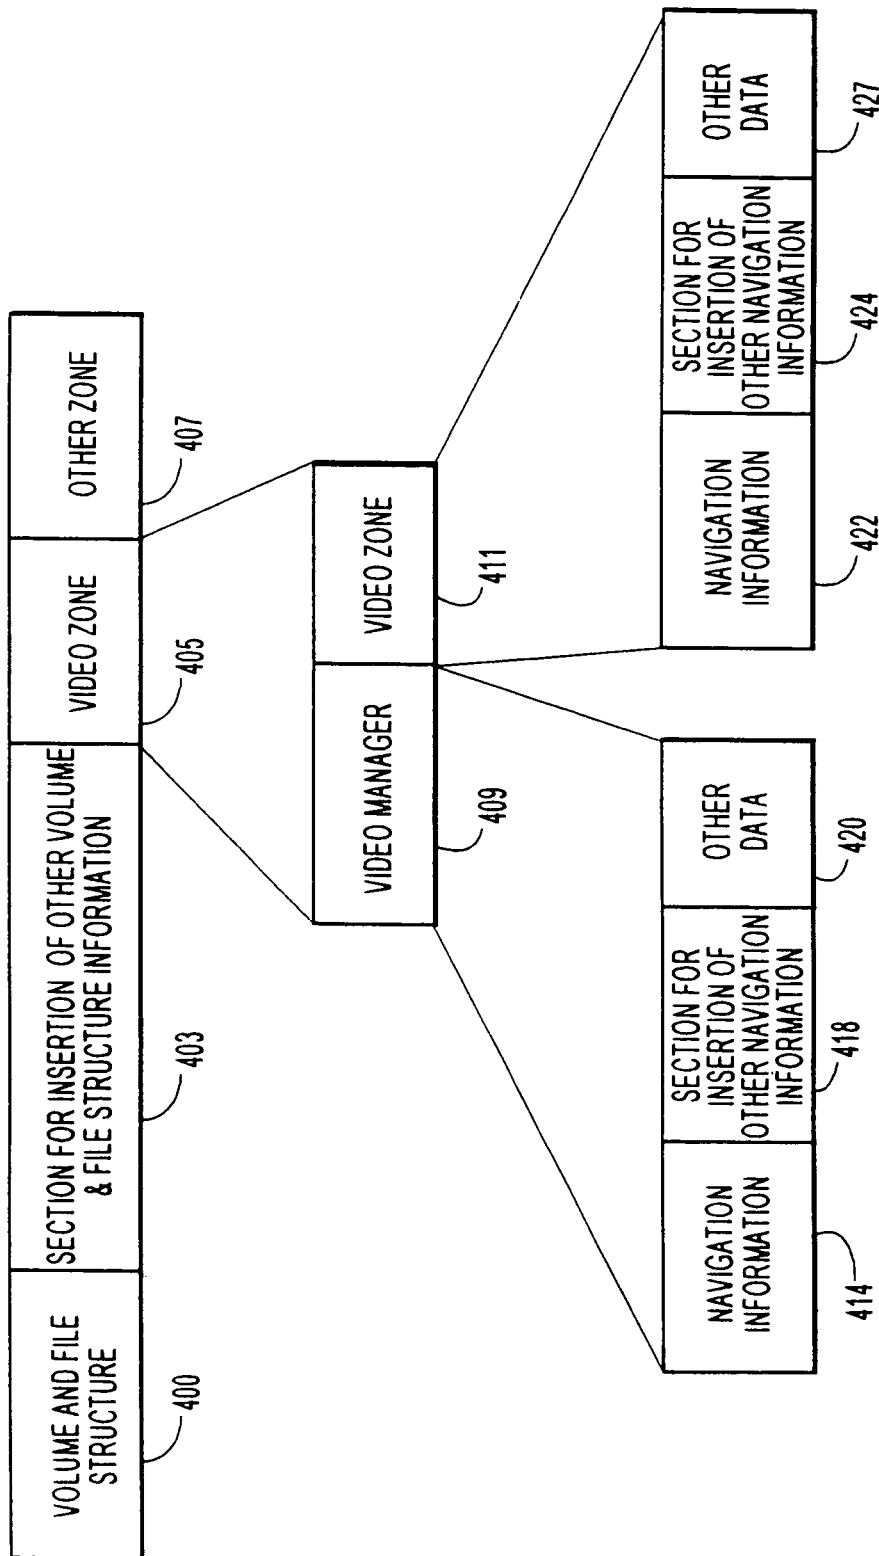 VOLUME AND FILE
STRUCTURE
SECTION FOR INSERTION OF OTHER VOLUME
& FILE STRUCTURE INFORMATION
VIDEO ZONE
OTHER ZONE
400
403
405
407
VIDEO MANAGER
VIDEO ZONE
409
411
NAVIGATION
INFORMATION
SECTION FOR
INSERTION OF
OTHER NAVIGATION
INFORMATION
OTHER
DATA
414
418
420
NAVIGATION
INFORMATION
SECTION FOR
INSERTION OF
OTHER NAVIGATION
INFORMATION
OTHER
DATA
422
424
427